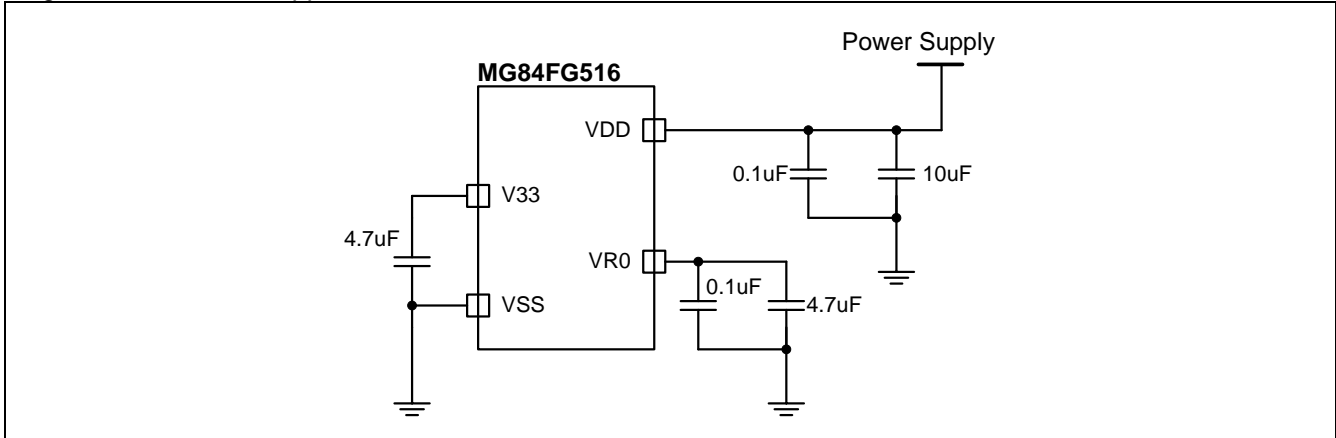 Power Supply
MG84FG516
VDD
0.1uF
10uF
V33
4.7uF
VR0
0.1uF
4.7uF
VSS